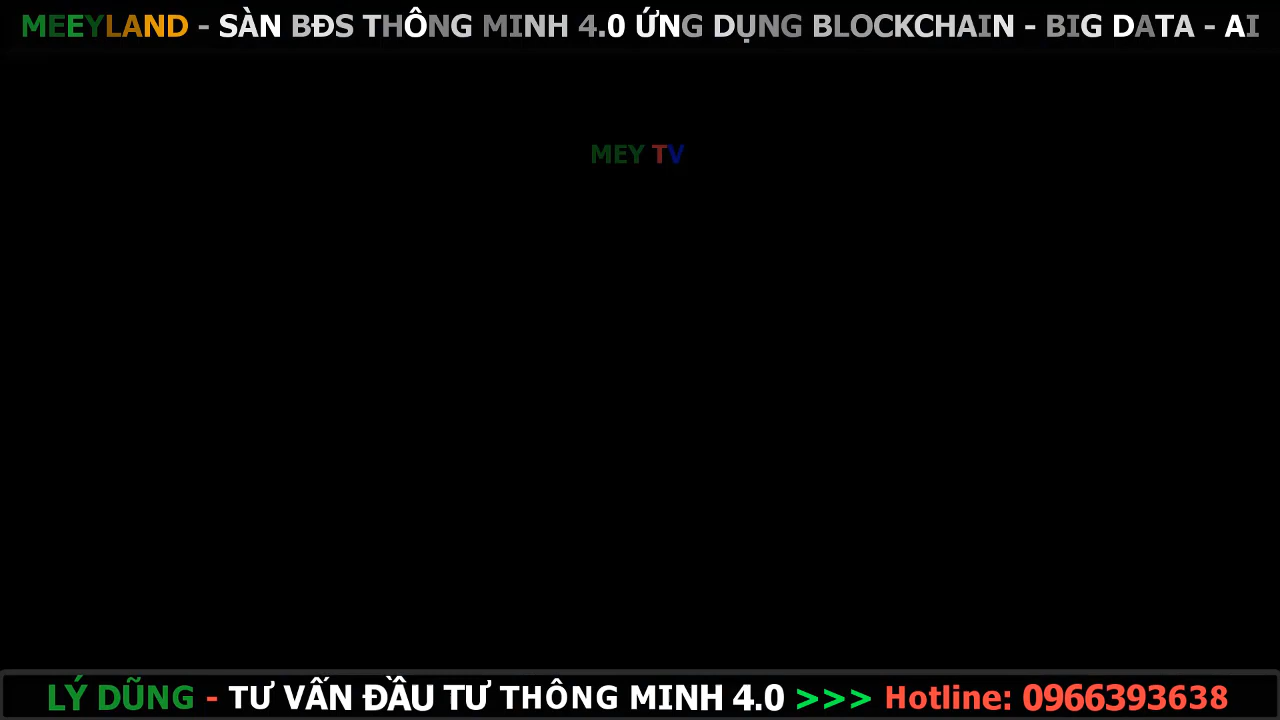 MEEYLAND - SÀN BĐS THÔNG MINH 4.0 ỨNG DỤNG BLOCKCHAIN - BIG DATA - AI
MEY TV
LÝ DŨNG - TƯ VẤN ĐẦU TƯ THÔNG MINH 4.0 >>> Hotline: 0966393638